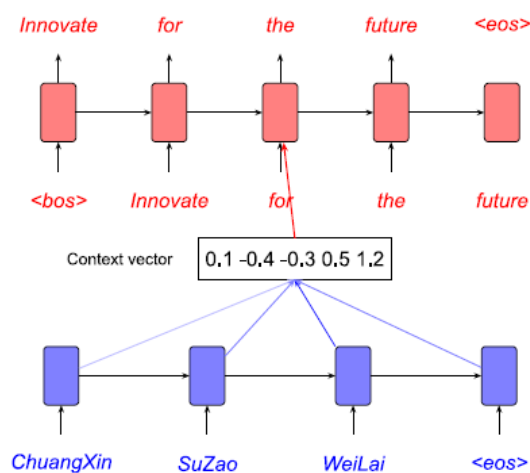 Innovate for the future <eos>
<bos> Innovate for the future
Context vector 0.1 -0.4 -0.3 0.5 1.2
ChuangXin SuZao WeiLai <eos>